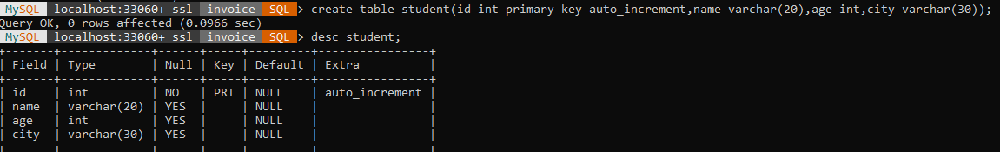 MySQL localhost:33060+ ssl invoice SQL > create table student(id int primary key auto_increment,name varchar(20),age int,city varchar(30));
Query OK, 0 rows affected (0.0966 sec)
MySQL localhost:33060+ ssl invoice SQL > desc student;
+-------+-------------+------+-----+---------+----------------+
| Field | Type | Null | Key | Default | Extra |
+-------+-------------+------+-----+---------+----------------+
| id | int | NO | PRI | NULL | auto_increment |
| name | varchar(20) | YES | | NULL | |
| age | int | YES | | NULL | |
| city | varchar(30) | YES | | NULL | |
+-------+-------------+------+-----+---------+----------------+